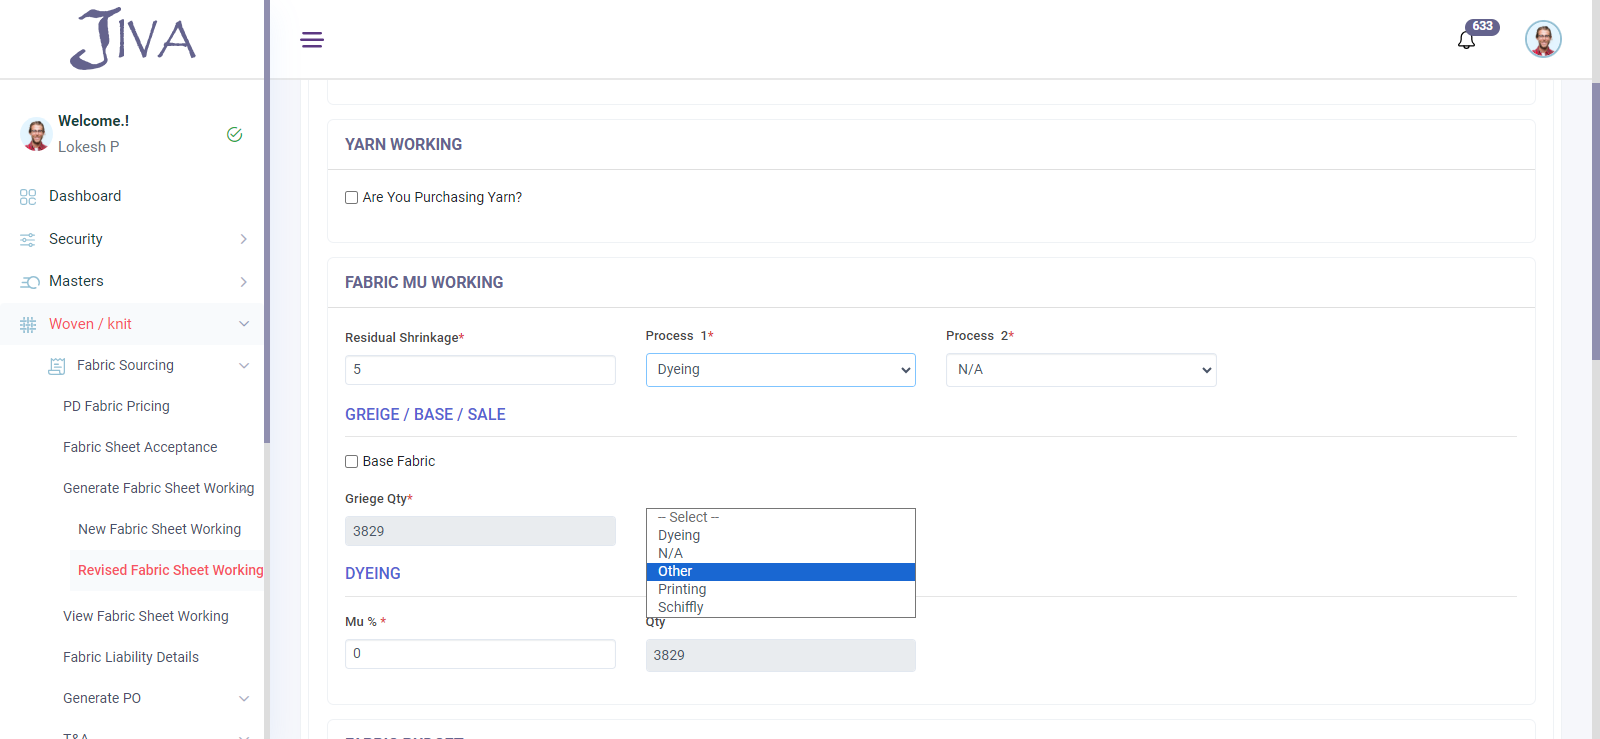 JIVA
633
Welcome.!
Lokesh P
Dashboard
Security
Masters
Woven / knit
Fabric Sourcing
PD Fabric Pricing
Fabric Sheet Acceptance
Generate Fabric Sheet Working
New Fabric Sheet Working
Revised Fabric Sheet Working
View Fabric Sheet Working
Fabric Liability Details
Generate PO
T&A
YARN WORKING
Are You Purchasing Yarn?
FABRIC MU WORKING
Residual Shrinkage* Process 1* Process 2*
5 Dyeing N/A
GREIGE / BASE / SALE
Base Fabric
Griege Qty*
3829
-- Select --
Dyeing
N/A
Other
Printing
Schiffly
DYEING
Mu % * Qty
0 3829
FABRIC BUDGET